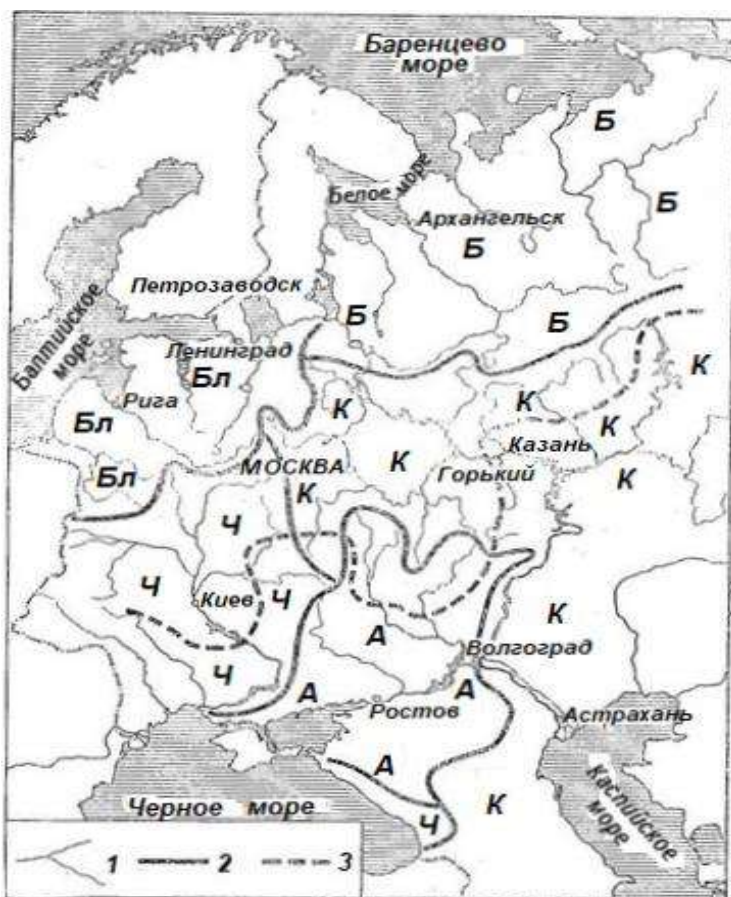 Баренцево
море
Б
Белое море
Б
Архангельск
Б
Петрозаводск
Б
Б
Балтийское
море
Ленинград
Бл
К
Рига
К
К
Бл
Казань
К
МОСКВА
К
Горький
Бл
К
К
Ч
Ч
Киев
Ч
К
А
Волгоград
Ч
А
А
Ростов
Астрахань
А
Каспийское
море
Черное море
К
Ч
1
2
3